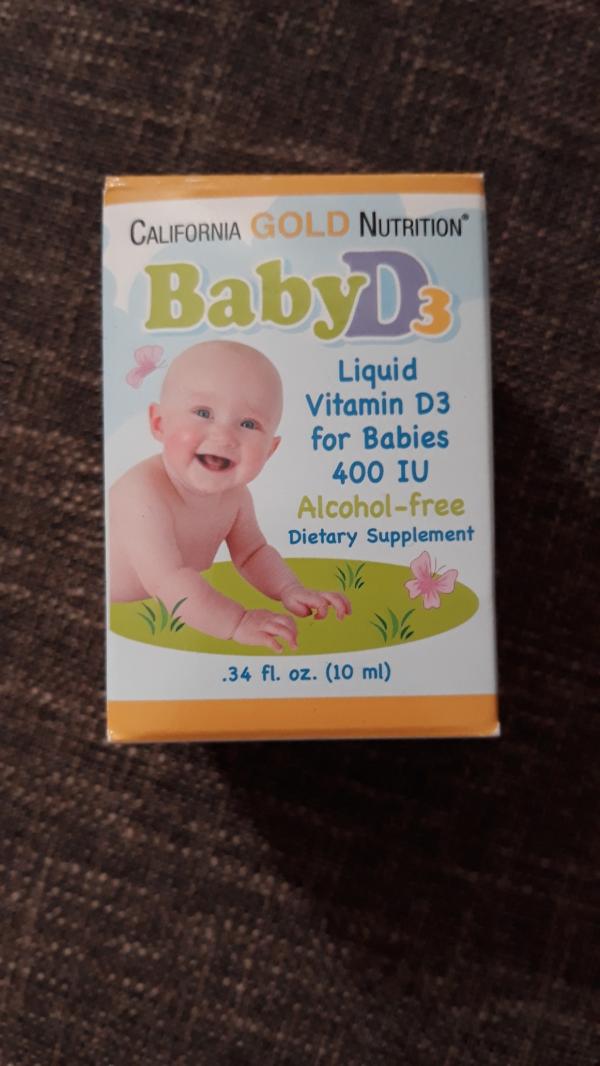 CALIFORNIA GOLD NUTRITION®
BabyD3
Liquid
Vitamin D3
for Babies
400 IU
Alcohol-free
Dietary Supplement
.34 fl. oz. (10 ml)